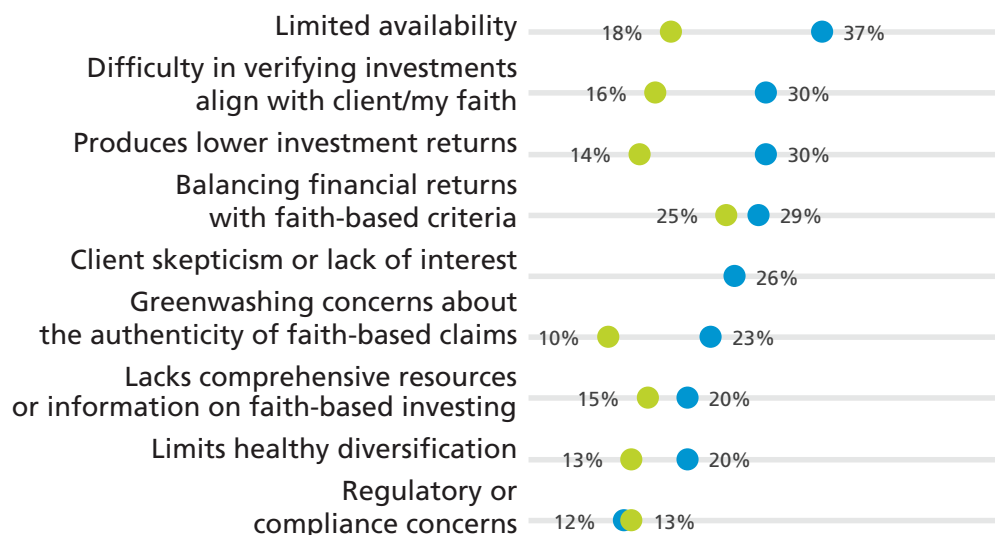 Limited availability
18% 37%
Difficulty in verifying investments
align with client/my faith
16% 30%
Produces lower investment returns
14% 30%
Balancing financial returns
with faith-based criteria
25% 29%
Client skepticism or lack of interest
26%
Greenwashing concerns about
the authenticity of faith-based claims
10% 23%
Lacks comprehensive resources
or information on faith-based investing
15% 20%
Limits healthy diversification
13% 20%
Regulatory or
compliance concerns
12% 13%